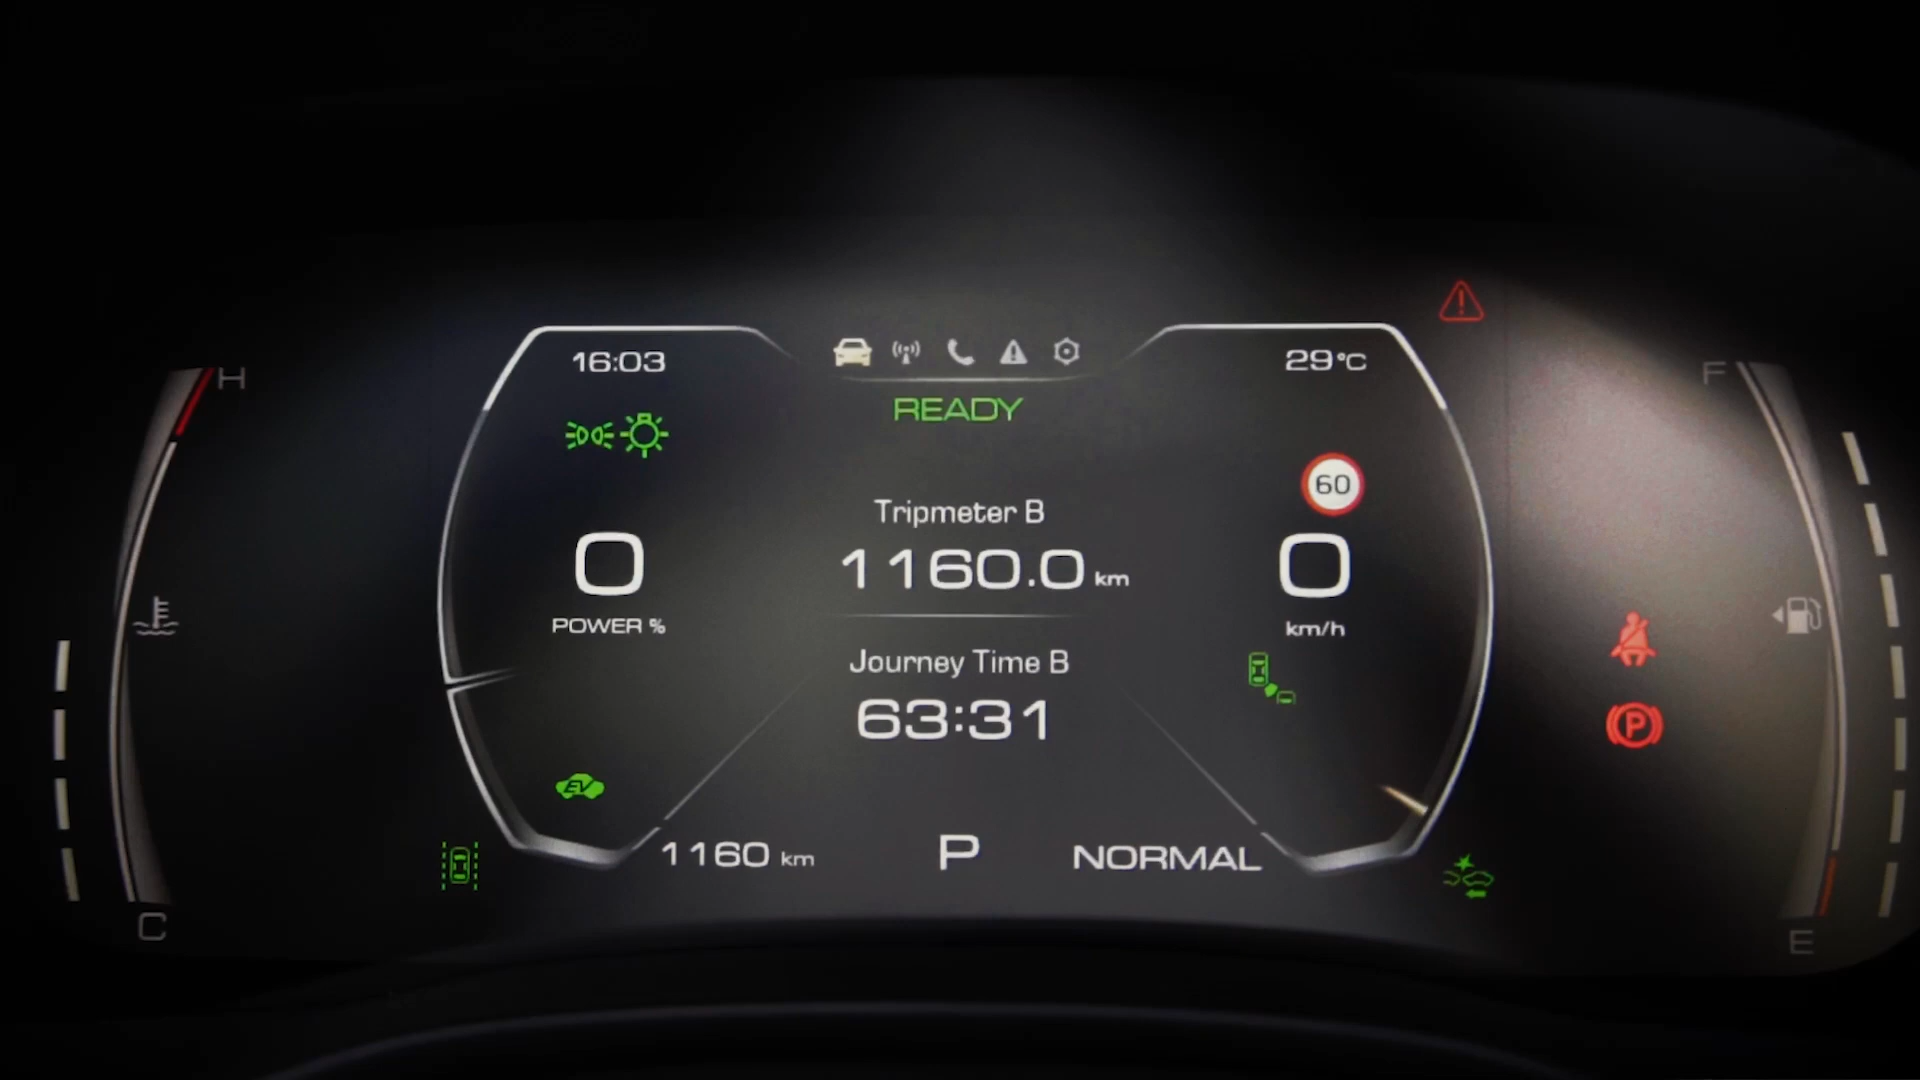 16:03
29°C
READY
H
F
60
Tripmeter B
1160.0 km
0
POWER %
0
km/h
Journey Time B
63:31
P
EV
1160 km
P
NORMAL
C
E